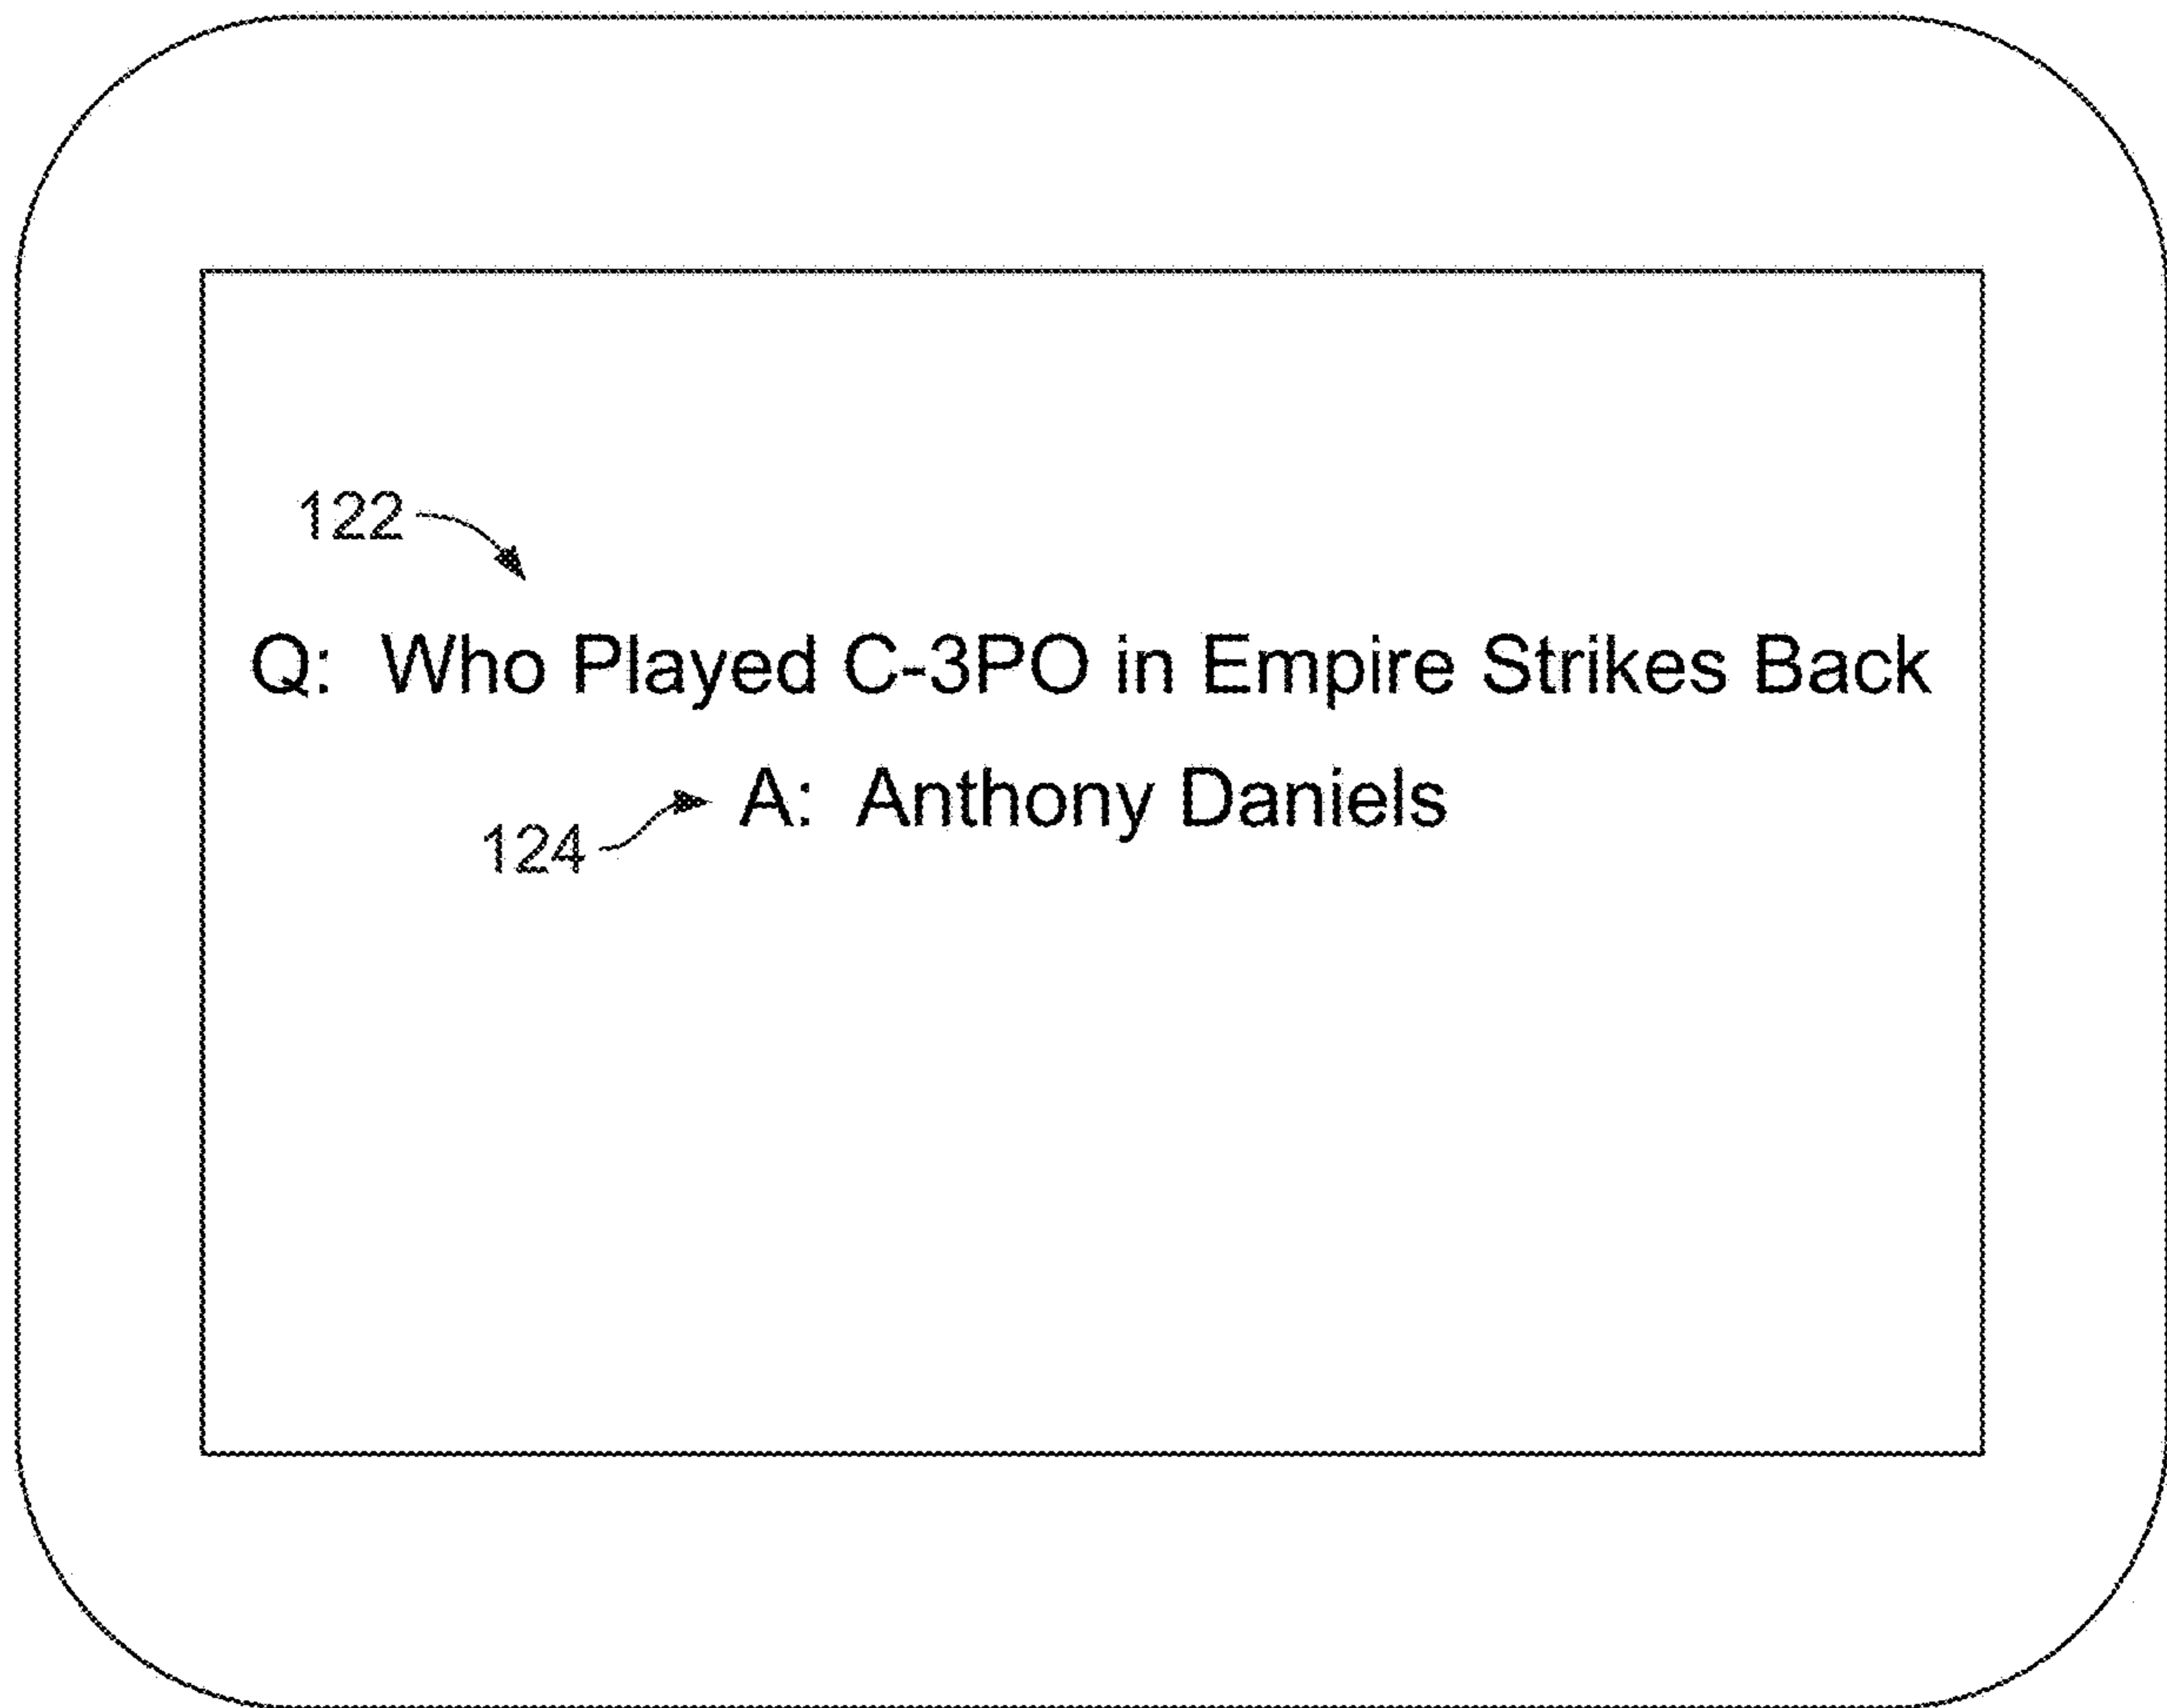 122
Q: Who Played C-3PO in Empire Strikes Back
A: Anthony Daniels
124